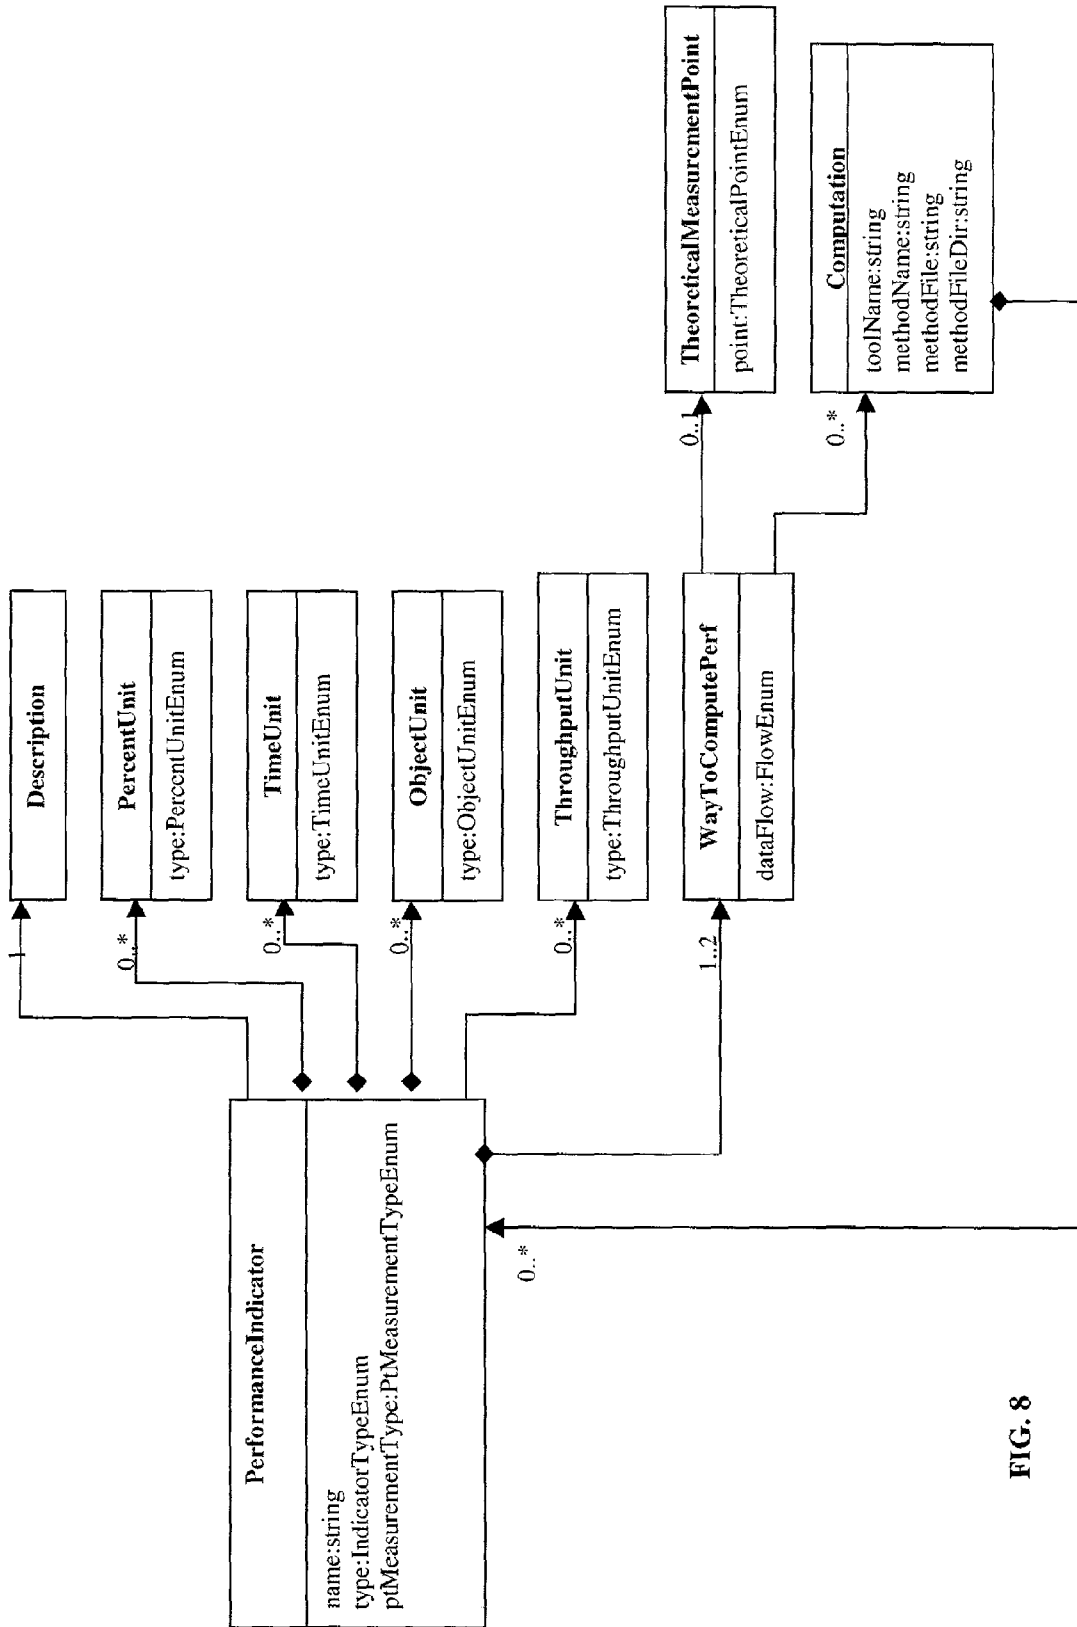 Description
1
PercentUnit
type:PercentUnitEnum
0..*
TimeUnit
type:TimeUnitEnum
0..*
ObjectUnit
type:ObjectUnitEnum
0..*
ThroughputUnit
type:ThroughputUnitEnum
0..*
PerformanceIndicator
name:string
type:IndicatorTypeEnum
ptMeasurementType:PtMeasurementTypeEnum
0..*
WayToComputePerf
dataFlow:FlowEnum
1..2
TheoreticalMeasurementPoint
point:TheoreticalPointEnum
0..1
Computation
toolName:string
methodName:string
methodFile:string
methodFileDir:string
0..*
FIG. 8